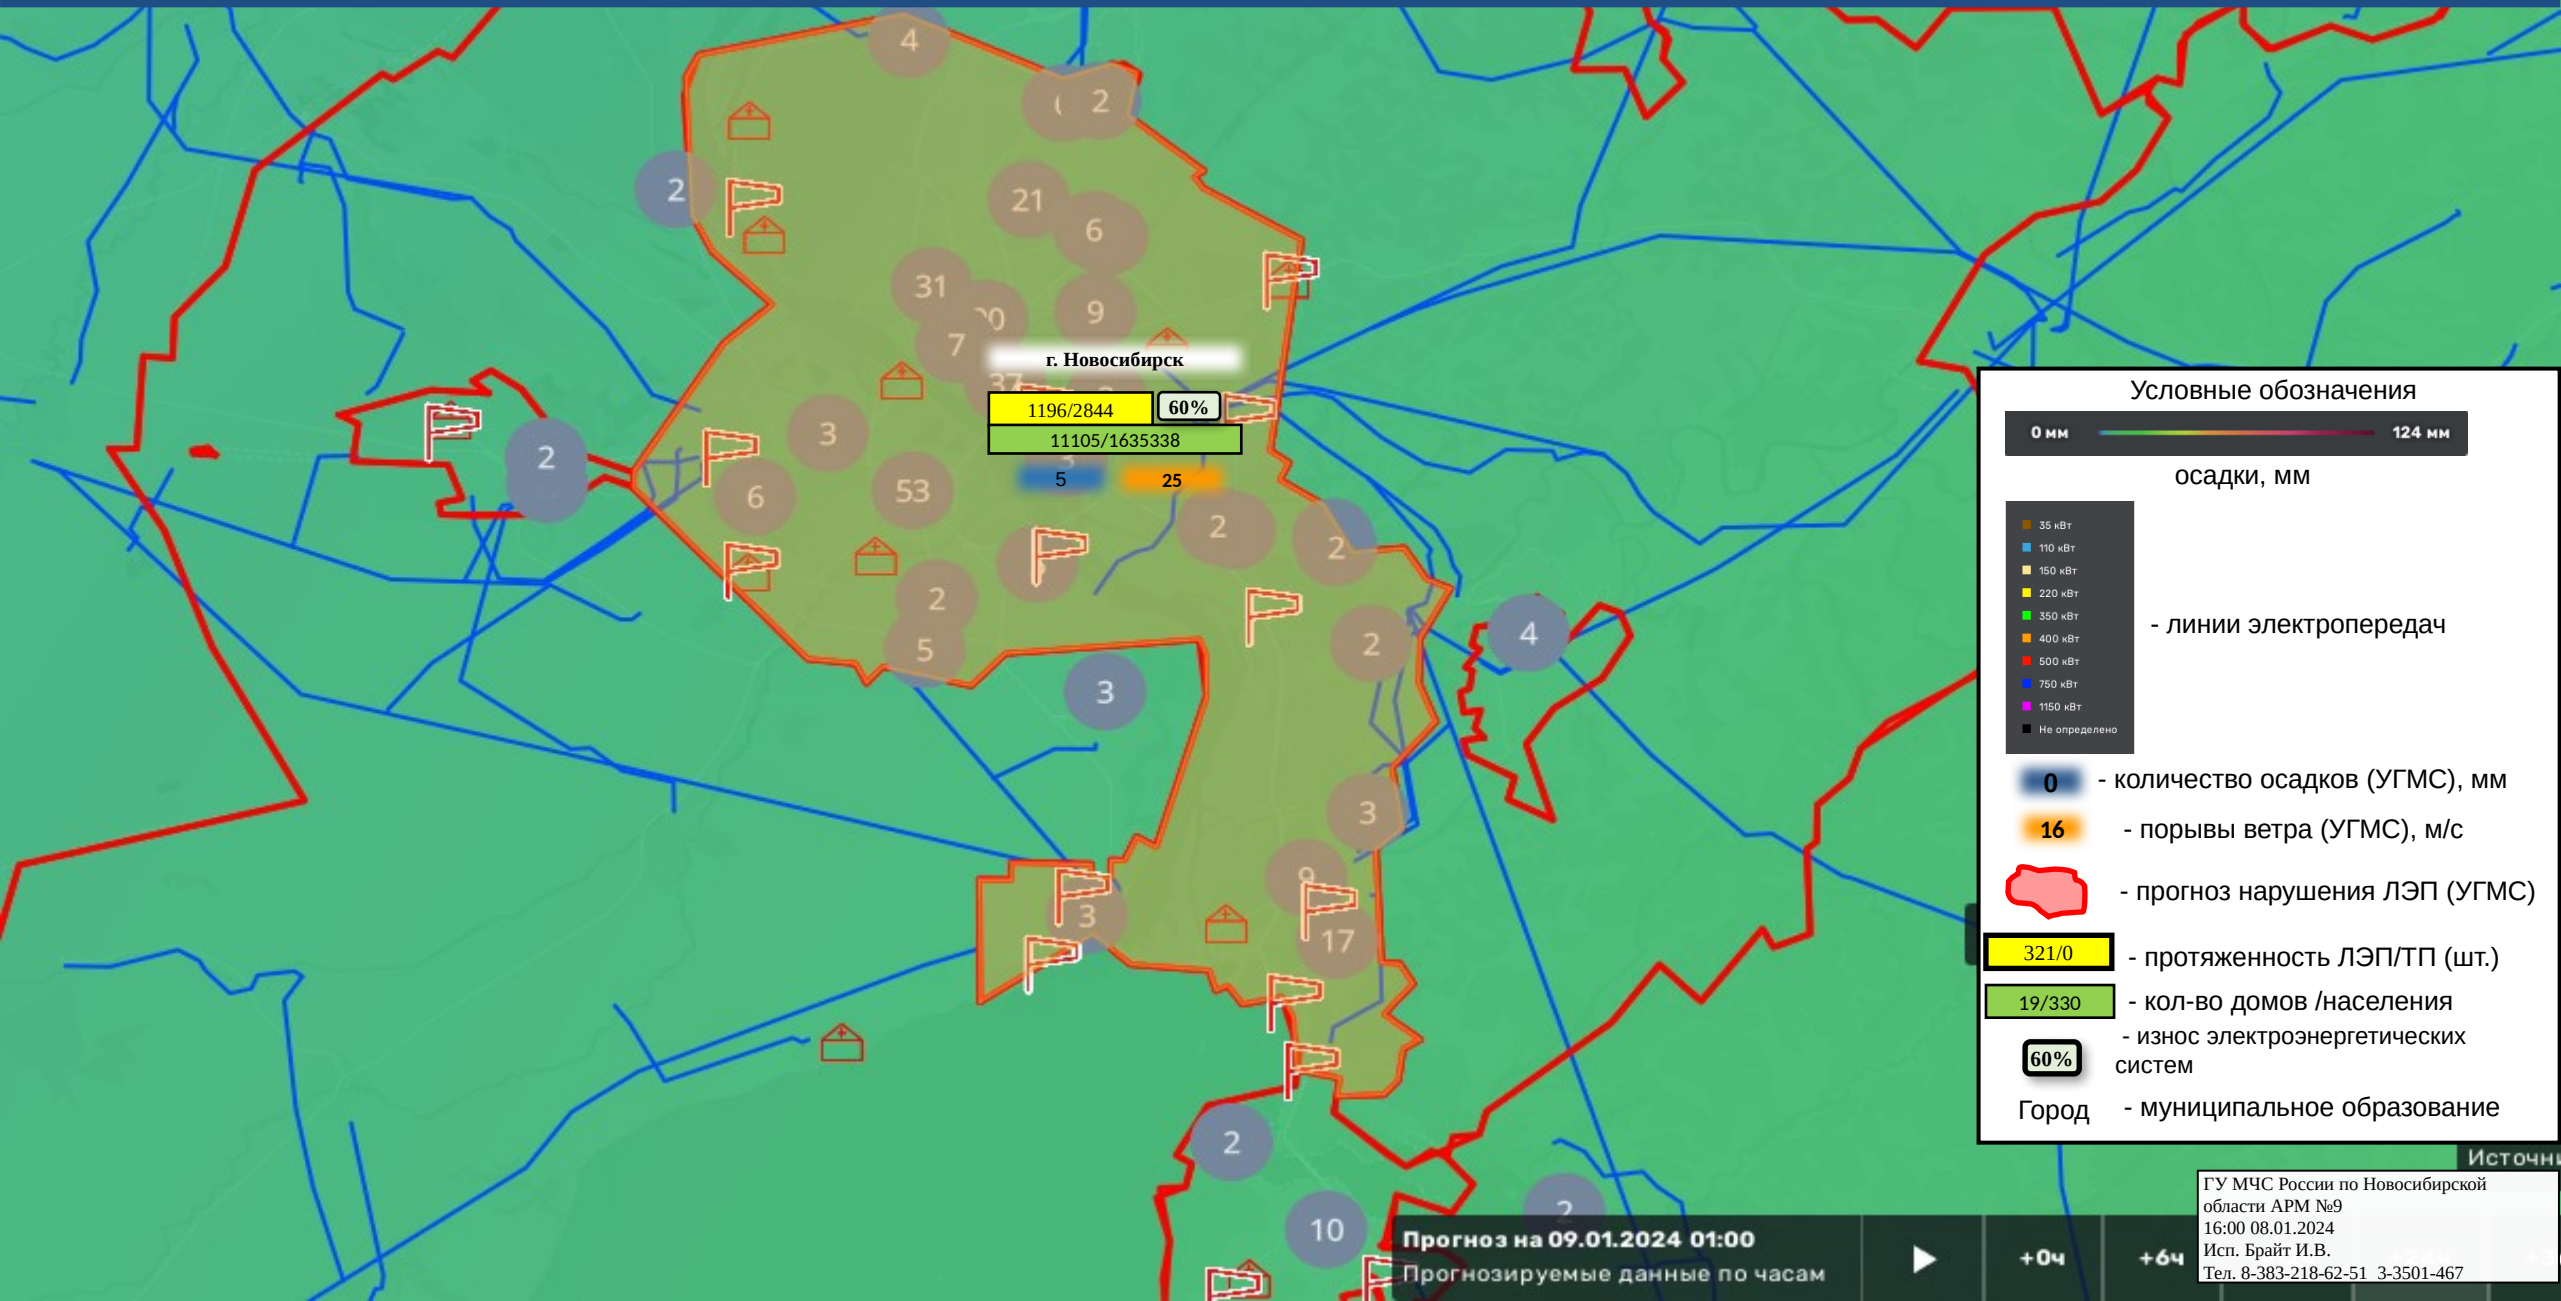 4
2
2
21
6
31
9
7
г. Новосибирск
37
1196/2844
60%
11105/1635338
3
2
5
25
6
53
2
2
2
5
2
4
3
3
9
3
17
2
10
2
Условные обозначения
0 мм
124 мм
осадки, мм
35 кВт
110 кВт
150 кВт
220 кВт
350 кВт
400 кВт
500 кВт
750 кВт
1150 кВт
Не определено
- линии электропередач
0 - количество осадков (УГМС), мм
16 - порывы ветра (УГМС), м/с
- прогноз нарушения ЛЭП (УГМС)
321/0 - протяженность ЛЭП/ТП (шт.)
19/330 - кол-во домов /населения
60% - износ электроэнергетических
систем
Город - муниципальное образование
Прогноз на 09.01.2024 01:00
Прогнозируемые данные по часам
+0ч
+6ч
ГУ МЧС России по Новосибирской
области АРМ №9
16:00 08.01.2024
Исп. Брайт И.В.
Тел. 8-383-218-62-51 3-3501-467